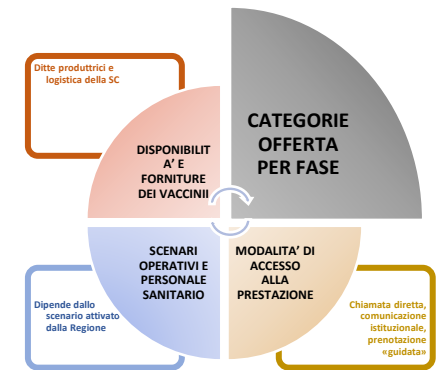 Ditte produttrici e
logistica della SC
CATEGORIE
OFFERTA
PER FASE
DISPONIBILIT
A' E
FORNITURE
DEI VACCINII
SCENARI
OPERATIVI E
PERSONALE
SANITARIO
MODALITA' DI
ACCESSO
ALLA
PRESTAZIONE
Dipende dallo
scenario attivato
dalla Regione
Chiamata diretta,
comunicazione
istituzionale,
prenotazione
«guidata»